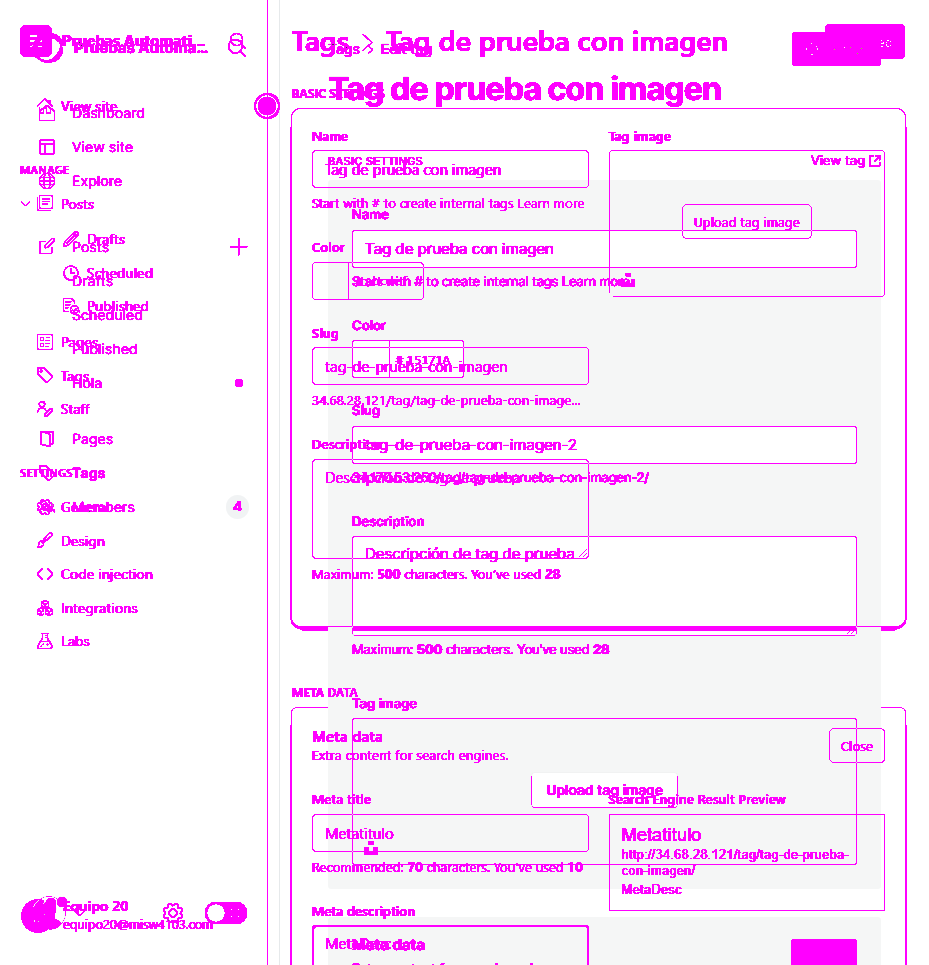 Pruebas Automati...
Pruebas Automa...
View site
Dashboard
View site
MANAGE
Explore
Posts
Drafts
Posts
Scheduled
Drafts
Published
Scheduled
Pages
Published
Tags
Hola
Staff
Pages
SETTINGS
Tags
General
Members
4
Design
Code injection
Integrations
Labs
Equipo 20
equipo20@misw4103.com
Tags > Tag de prueba con imagen
Tags > Edit tag
Tag de prueba con imagen
BASIC SETTINGS
Name
Tag image
BASIC SETTINGS
View tag
Tag de prueba con imagen
Start with # to create internal tags Learn more
Name
Upload tag image
Color
Tag de prueba con imagen
Start with # to create internal tags Learn more
Color
Slug
# 15171A
tag-de-prueba-con-imagen
34.68.28.121/tag/tag-de-prueba-con-image...
Slug
Description
tag-de-prueba-con-imagen-2
/tag/tag-de-prueba-con-imagen-2/
Description
Descripción de tag de prueba
Maximum: 500 characters. You've used 28
Maximum: 500 characters. You've used 28
META DATA
Tag image
Meta data
Close
Extra content for search engines.
Upload tag image
Meta title
Search Engine Result Preview
Metatitulo
Metatitulo
http://34.68.28.121/tag/tag-de-prueba-
con-imagen/
Recommended: 70 characters. You've used 10
MetaDesc
Meta description
MetaDesc
Meta data